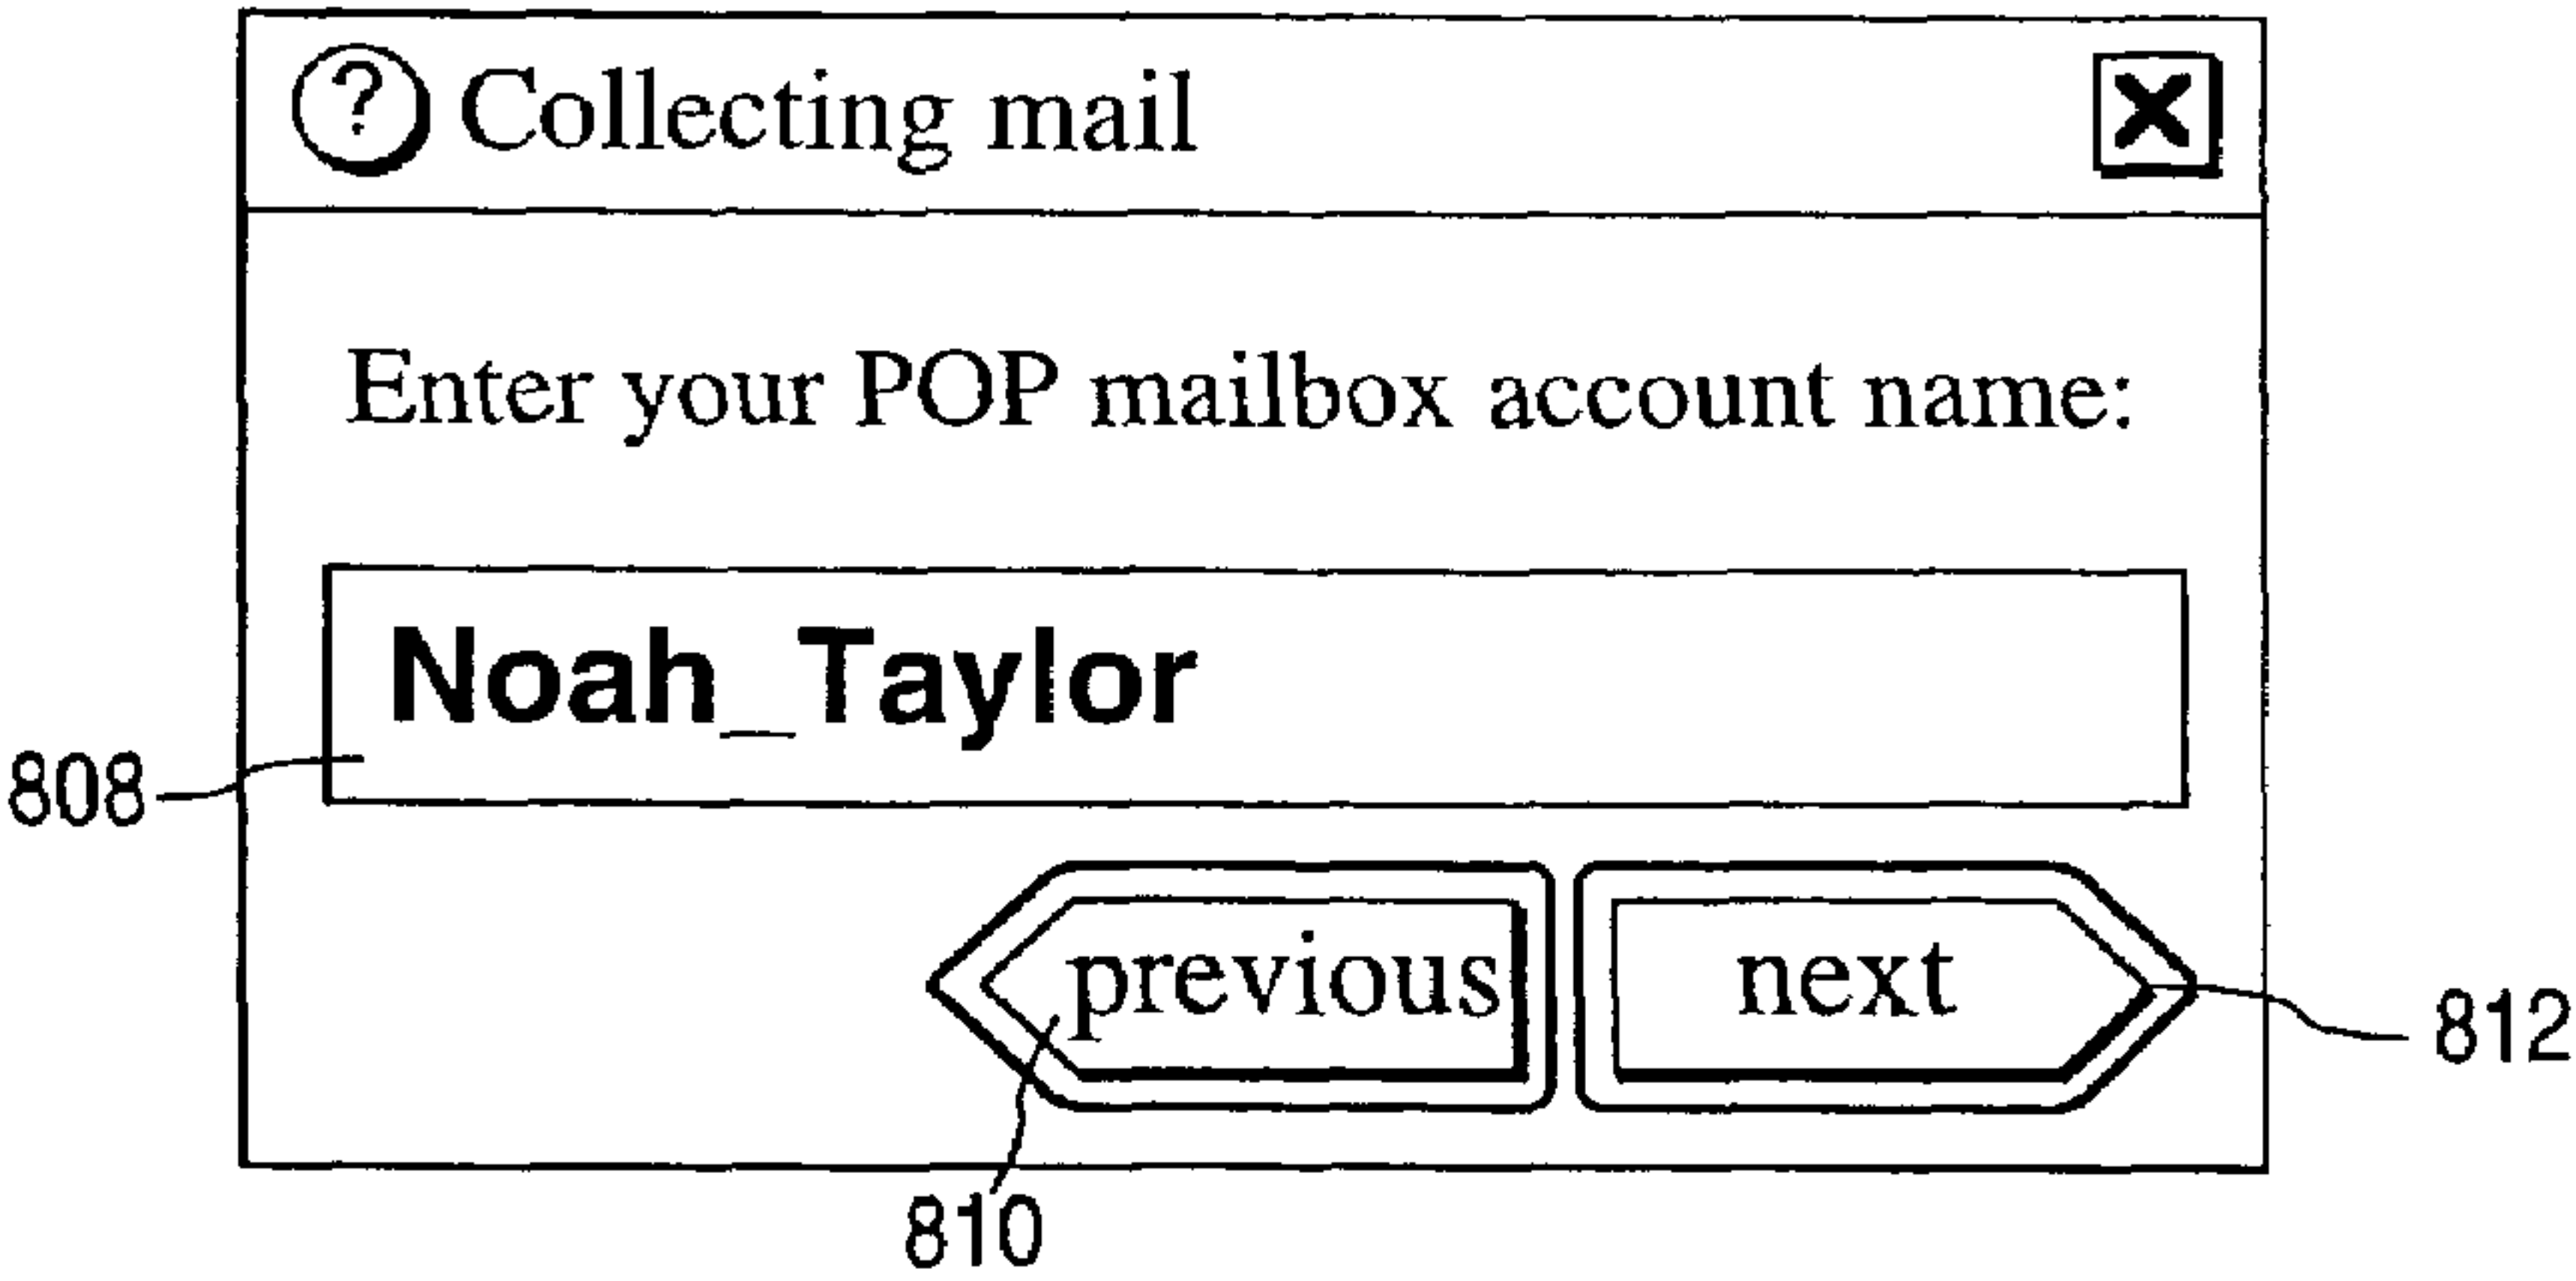 ? Collecting mail X
Enter your POP mailbox account name:
Noah_Taylor
808
previous next
812
810